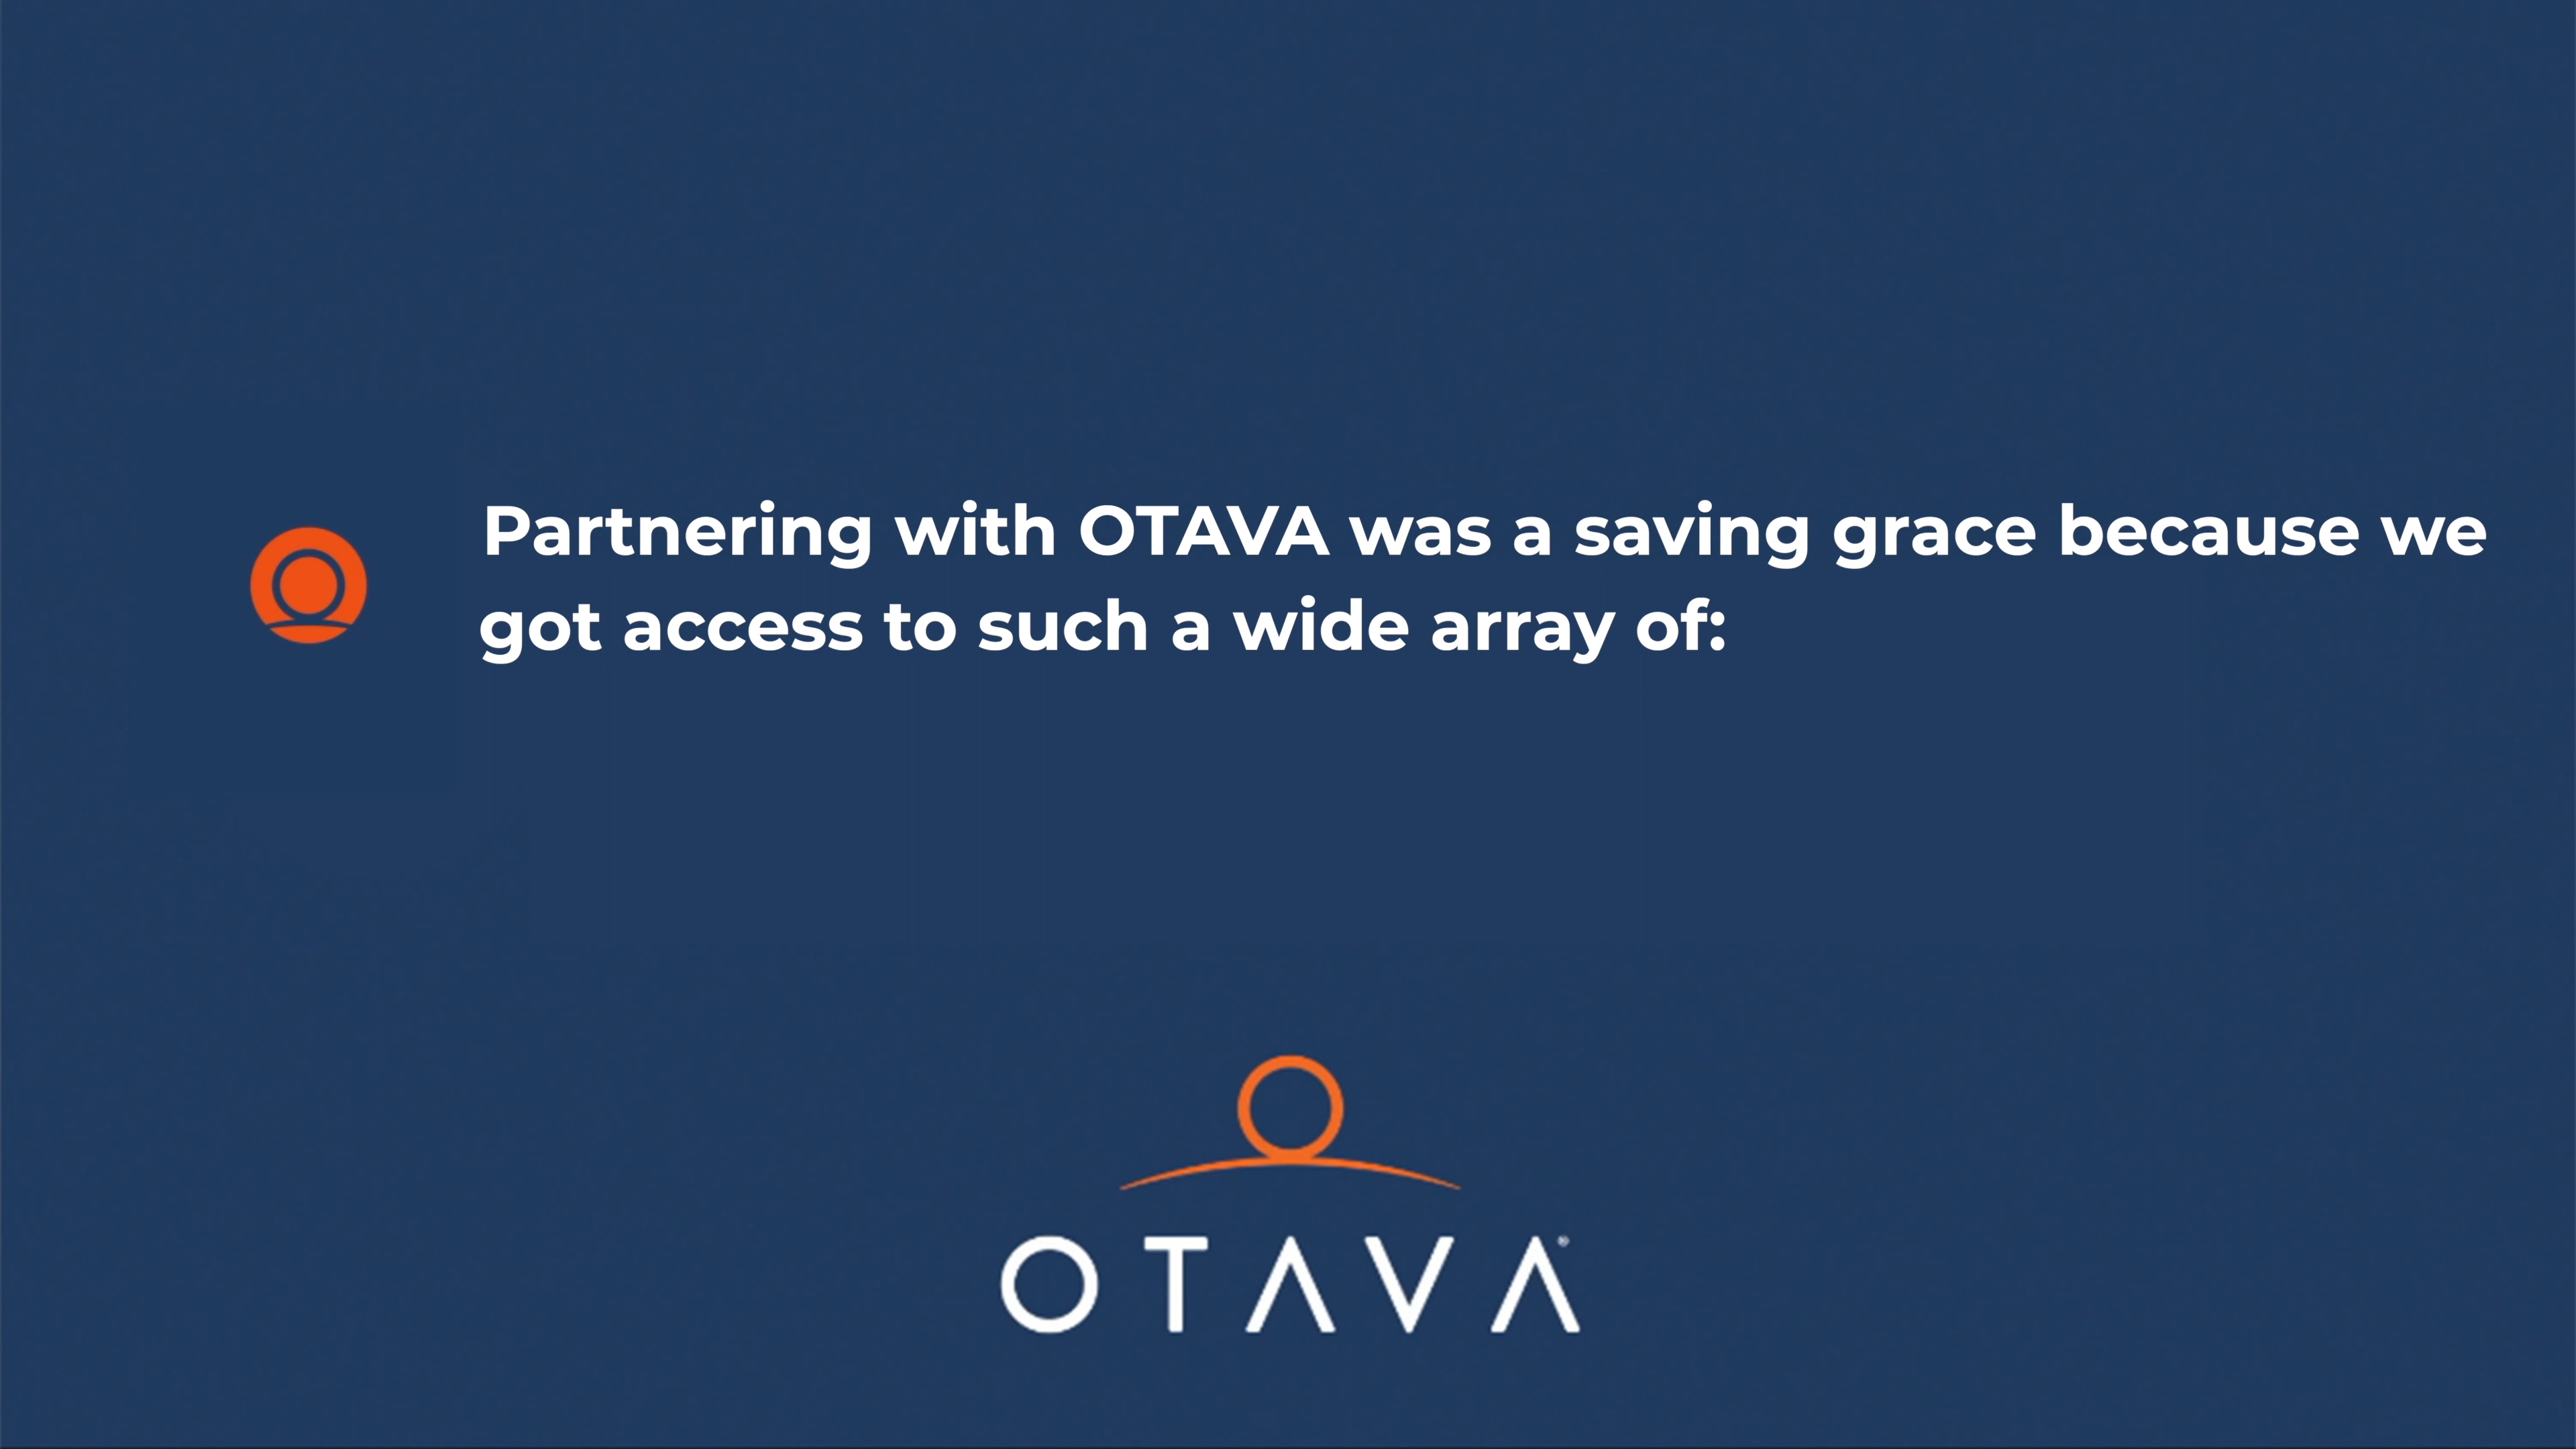 Partnering with OTAVA was a saving grace because we
got access to such a wide array of:
OTAVA®